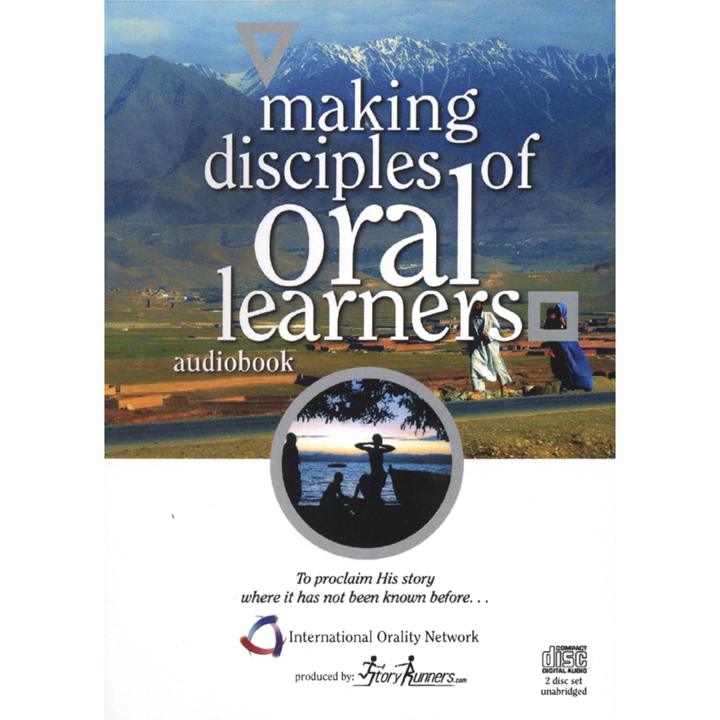 making
disciples of
oral
learners
audiobook
To proclaim His story
where it has not been known before. . .
International Orality Network
produced by: StoryRunners.com
COMPACT
disc
DIGITAL AUDIO
2 disc set
unabridged